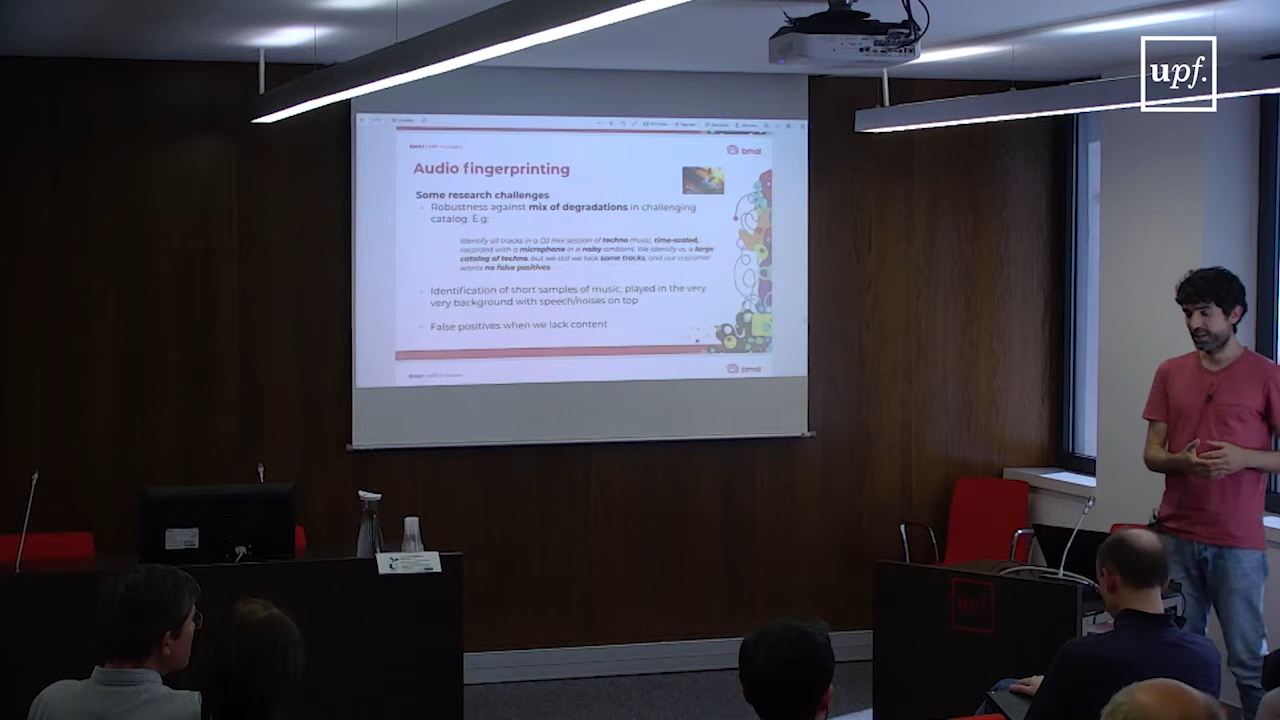 upf.
bmat
Audio fingerprinting
Some research challenges
- Robustness against mix of degradations in challenging
catalog. E.g:
Identify all tracks in a DJ mix session of techno music, time-scaled,
recorded with a microphone in a noisy ambient. We identify vs. a large
catalog of techno, but we still we lack some tracks, and our customer
wants no false positives
- Identification of short samples of music, played in the very
very background with speech/noises on top
- False positives when we lack content
bmat
upf.